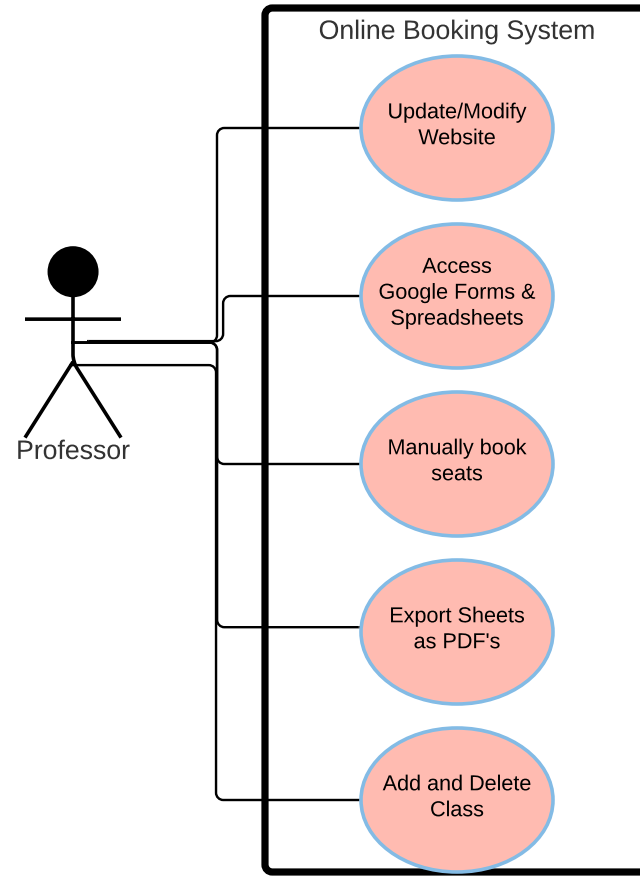 Online Booking System
Update/Modify
Website
Access
Google Forms &
Spreadsheets
Professor
Manually book
seats
Export Sheets
as PDF's
Add and Delete
Class